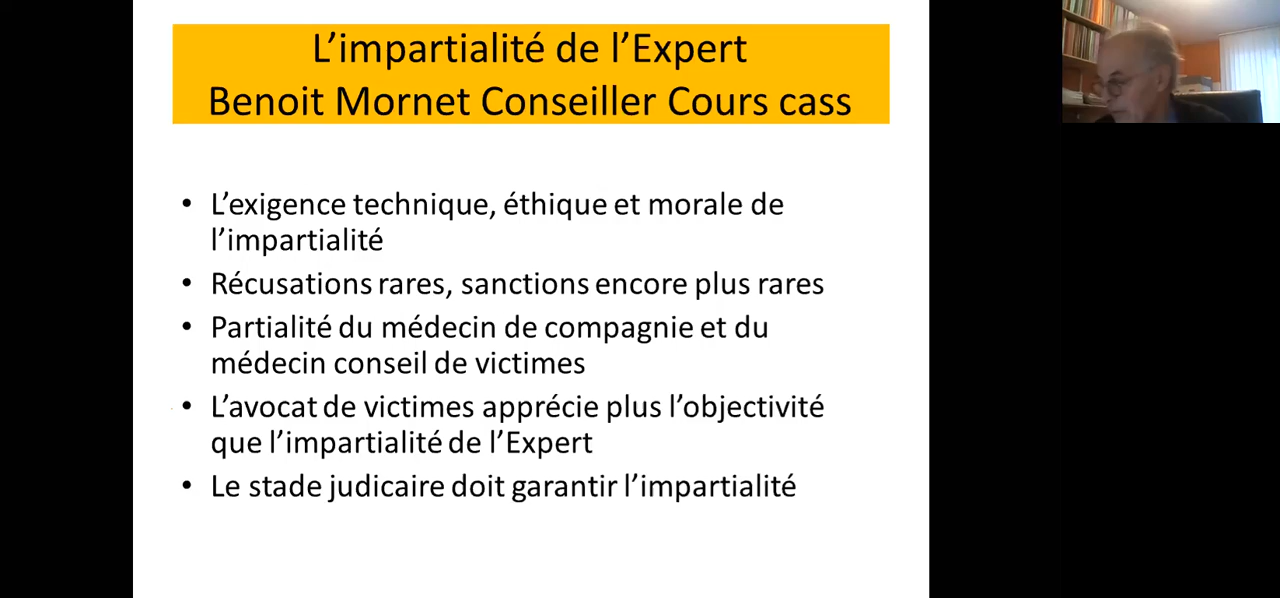 L’impartialité de l’Expert
Benoit Mornet Conseiller Cours cass
• L’exigence technique, éthique et morale de
l’impartialité
• Récusations rares, sanctions encore plus rares
• Partialité du médecin de compagnie et du
médecin conseil de victimes
• L’avocat de victimes apprécie plus l’objectivité
que l’impartialité de l’Expert
• Le stade judicaire doit garantir l’impartialité